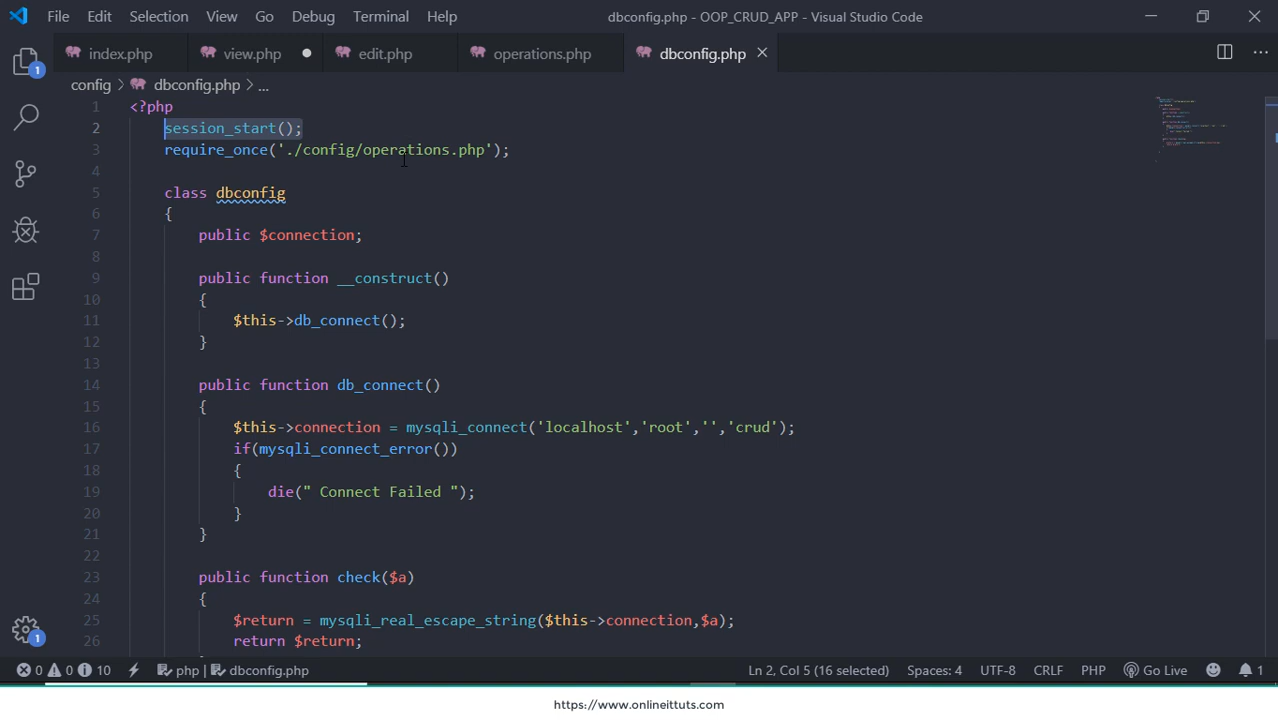 File Edit Selection View Go Debug Terminal Help dbconfig.php - OOP_CRUD_APP - Visual Studio Code
index.php view.php edit.php operations.php dbconfig.php
config > dbconfig.php > ...
1 <?php
2 session_start();
3 require_once('./config/operations.php');
4
5 class dbconfig
6 {
7 public $connection;
8
9 public function __construct()
10 {
11 $this->db_connect();
12 }
13
14 public function db_connect()
15 {
16 $this->connection = mysqli_connect('localhost','root','','crud');
17 if(mysqli_connect_error())
18 {
19 die(" Connect Failed ");
20 }
21 }
22
23 public function check($a)
24 {
25 $return = mysqli_real_escape_string($this->connection,$a);
26 return $return;
1
1
0 0 10 php | dbconfig.php Ln 2, Col 5 (16 selected) Spaces: 4 UTF-8 CRLF PHP Go Live 1
https://www.onlineittuts.com